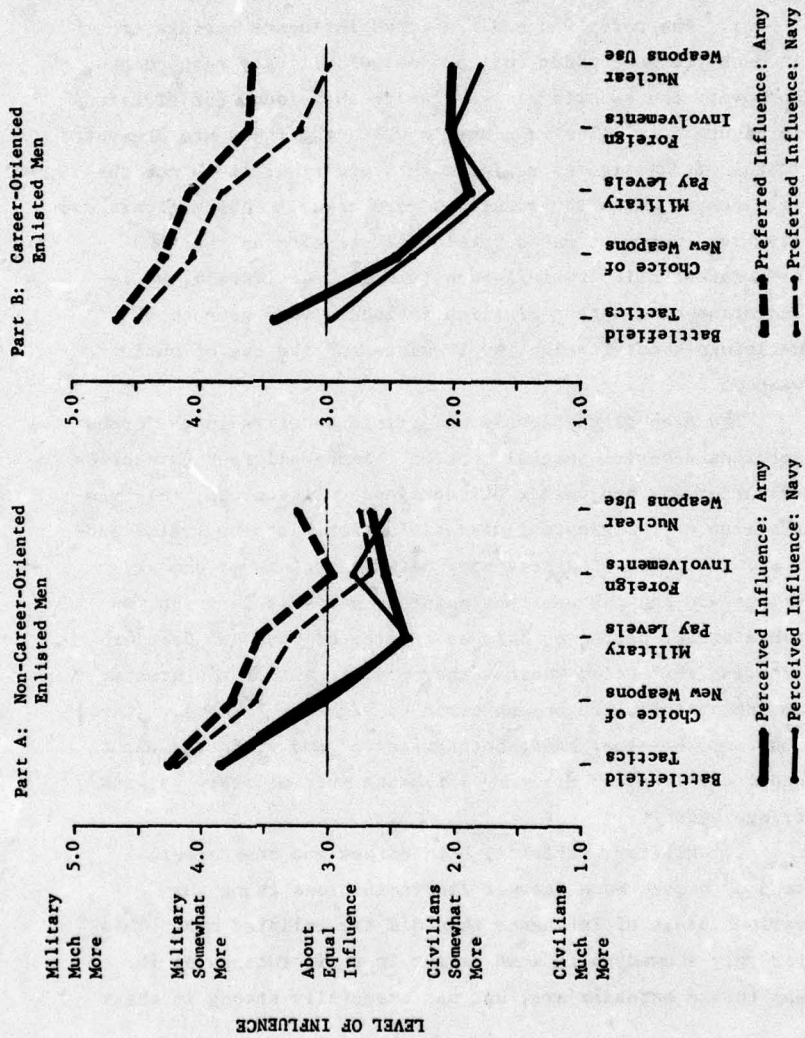 Part A: Non-Career-Oriented
Enlisted Men
Part B: Career-Oriented
Enlisted Men
LEVEL OF INFLUENCE
Military
Much
More
5.0
Military
Somewhat
More
4.0
About
Equal
Influence
3.0
Civilians
Somewhat
More
2.0
Civilians
Much
More
1.0
Battlefield
Tactics
Choice of
New Weapons
Military
Pay Levels
Foreign
Involvements
Nuclear
Weapons Use
5.0
4.0
3.0
2.0
1.0
Battlefield
Tactics
Choice of
New Weapons
Military
Pay Levels
Foreign
Involvements
Nuclear
Weapons Use
Perceived Influence: Army
Perceived Influence: Navy
Preferred Influence: Army
Preferred Influence: Navy